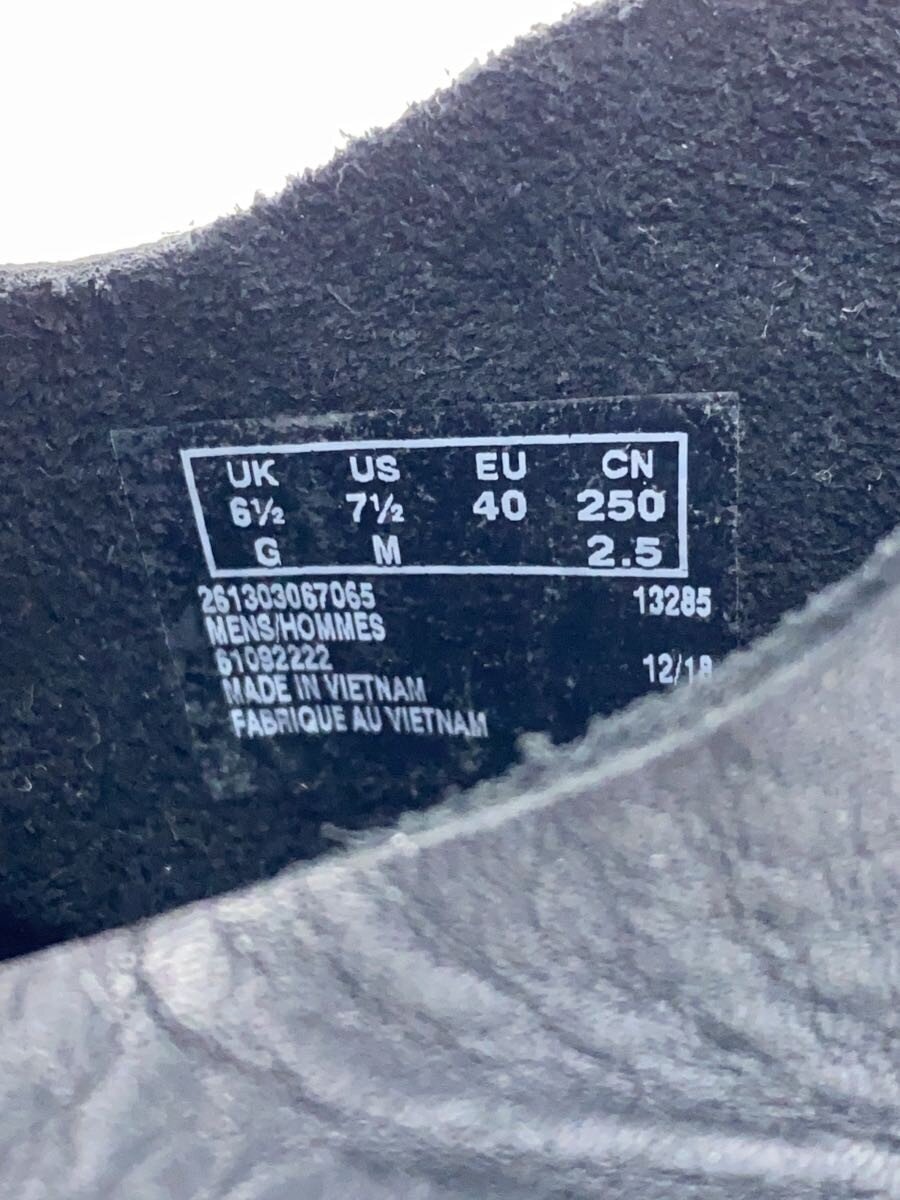 UK US EU CN
6½ 7½ 40 250
G M 2.5
261303067065 13285
MENS/HOMMES
61092222 12/18
MADE IN VIETNAM
FABRIQUE AU VIETNAM